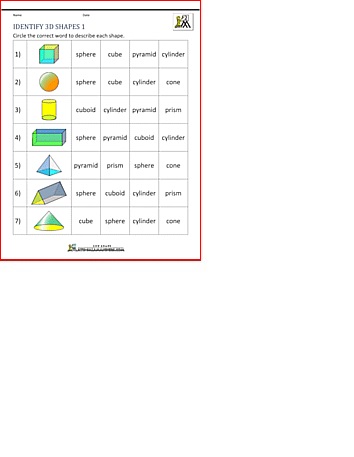 Name Date
IDENTIFY 3D SHAPES 1
Circle the correct word to describe each shape.
1) sphere cube pyramid cylinder
2) sphere cube cylinder cone
3) cuboid cylinder pyramid prism
4) sphere pyramid cuboid cylinder
5) pyramid prism sphere cone
6) sphere cuboid cylinder prism
7) cube sphere cylinder cone